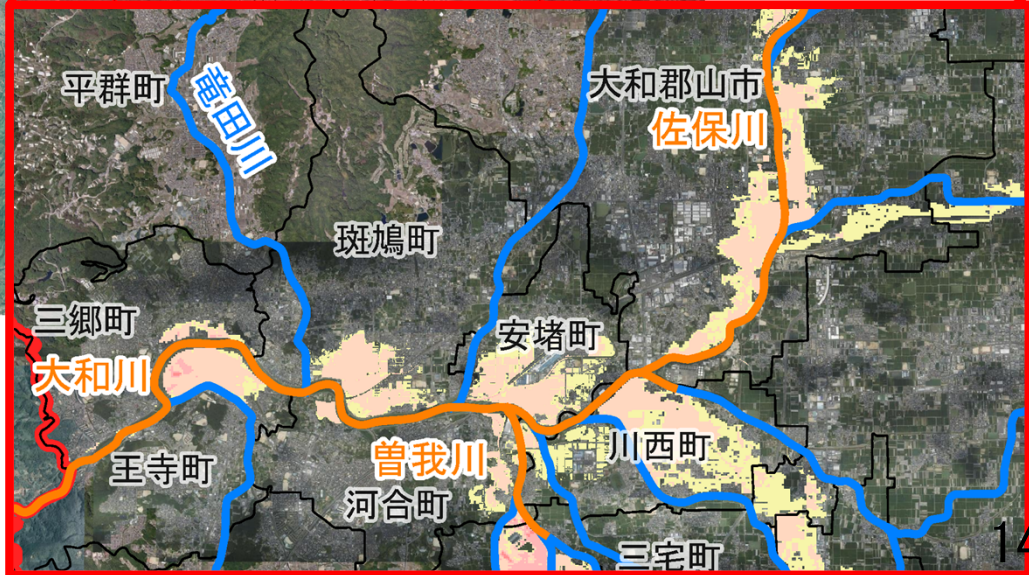 平群町
竜田川
大和郡山市
佐保川
斑鳩町
三郷町
大和川
安堵町
王寺町
曽我川
川西町
河合町
三宅町